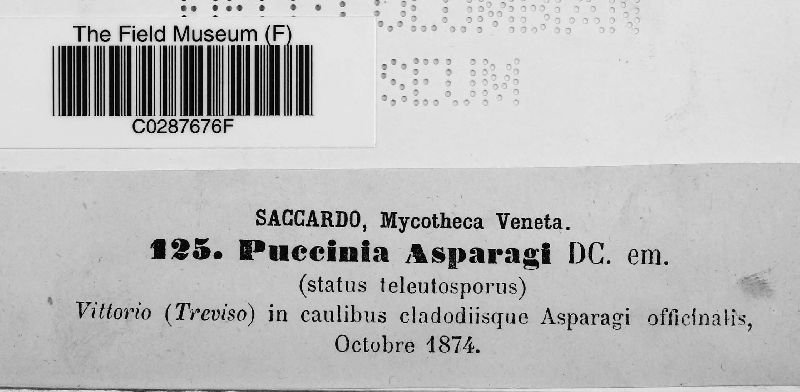 The Field Museum (F)
C0287676F
SEUM
SACCARDO, Mycotheca Veneta.
125. Puccinia Asparagi DC. em.
(status teleutosporus)
Vittorio (Treviso) in caulibus cladodiisque Asparagi officinalis,
Octobre 1874.